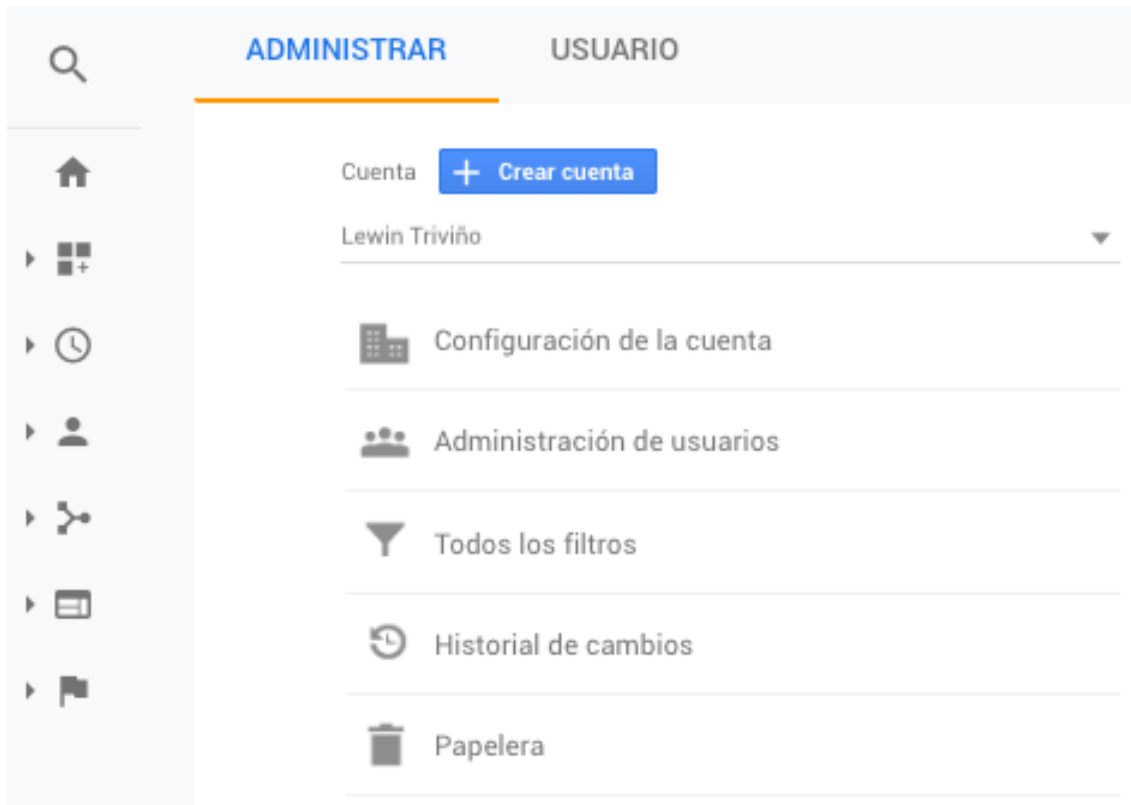 ADMINISTRAR USUARIO
Cuenta + Crear cuenta
Lewin Triviño
Configuración de la cuenta
Administración de usuarios
Todos los filtros
Historial de cambios
Papelera